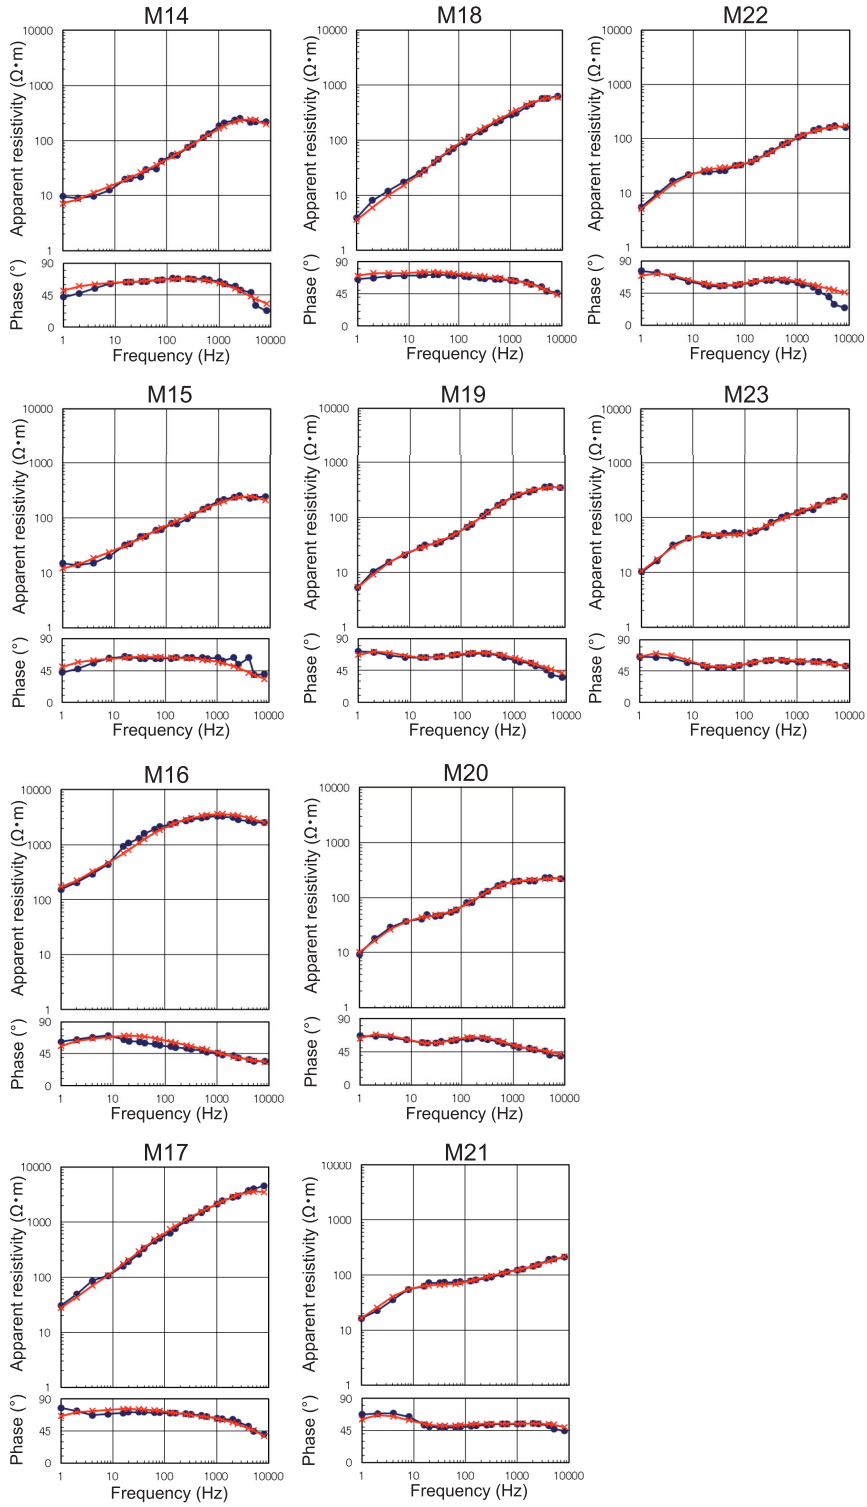 M14
Apparent resistivity (Ω•m)
10000
1000
100
10
1
Phase (°)
90
45
0
1 10 100 1000 10000
Frequency (Hz)
M18
Apparent resistivity (Ω•m)
10000
1000
100
10
1
Phase (°)
90
45
0
1 10 100 1000 10000
Frequency (Hz)
M22
Apparent resistivity (Ω•m)
10000
1000
100
10
1
Phase (°)
90
45
0
1 10 100 1000 10000
Frequency (Hz)
M15
Apparent resistivity (Ω•m)
10000
1000
100
10
1
Phase (°)
90
45
0
1 10 100 1000 10000
Frequency (Hz)
M19
Apparent resistivity (Ω•m)
10000
1000
100
10
1
Phase (°)
90
45
0
1 10 100 1000 10000
Frequency (Hz)
M23
Apparent resistivity (Ω•m)
10000
1000
100
10
1
Phase (°)
90
45
0
1 10 100 1000 10000
Frequency (Hz)
M16
Apparent resistivity (Ω•m)
10000
1000
100
10
1
Phase (°)
90
45
0
1 10 100 1000 10000
Frequency (Hz)
M20
Apparent resistivity (Ω•m)
10000
1000
100
10
1
Phase (°)
90
45
0
1 10 100 1000 10000
Frequency (Hz)
M17
Apparent resistivity (Ω•m)
10000
1000
100
10
1
Phase (°)
90
45
0
1 10 100 1000 10000
Frequency (Hz)
M21
Apparent resistivity (Ω•m)
10000
1000
100
10
1
Phase (°)
90
45
0
1 10 100 1000 10000
Frequency (Hz)